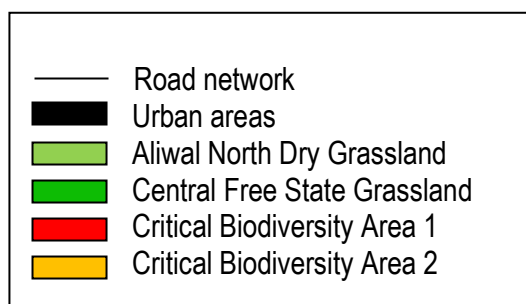 Road network
Urban areas
Aliwal North Dry Grassland
Central Free State Grassland
Critical Biodiversity Area 1
Critical Biodiversity Area 2